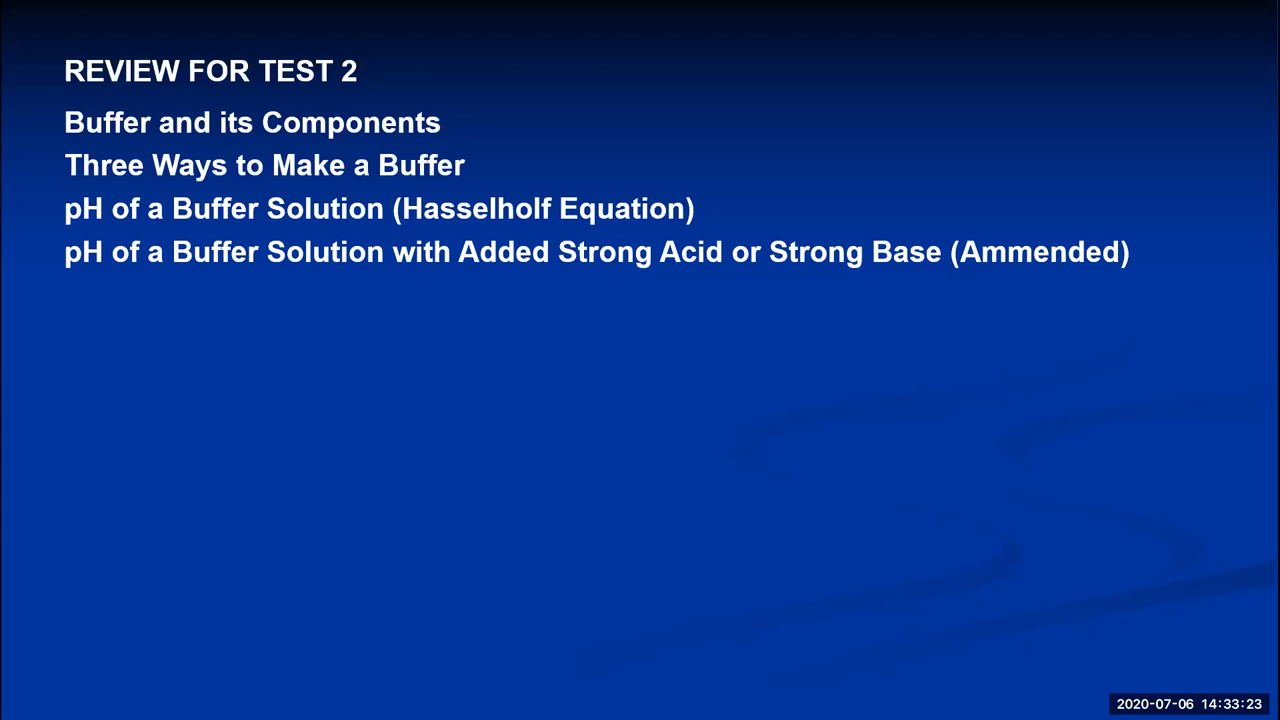 REVIEW FOR TEST 2
Buffer and its Components
Three Ways to Make a Buffer
pH of a Buffer Solution (Hasselholf Equation)
pH of a Buffer Solution with Added Strong Acid or Strong Base (Ammended)
2020-07-06 14:33:23